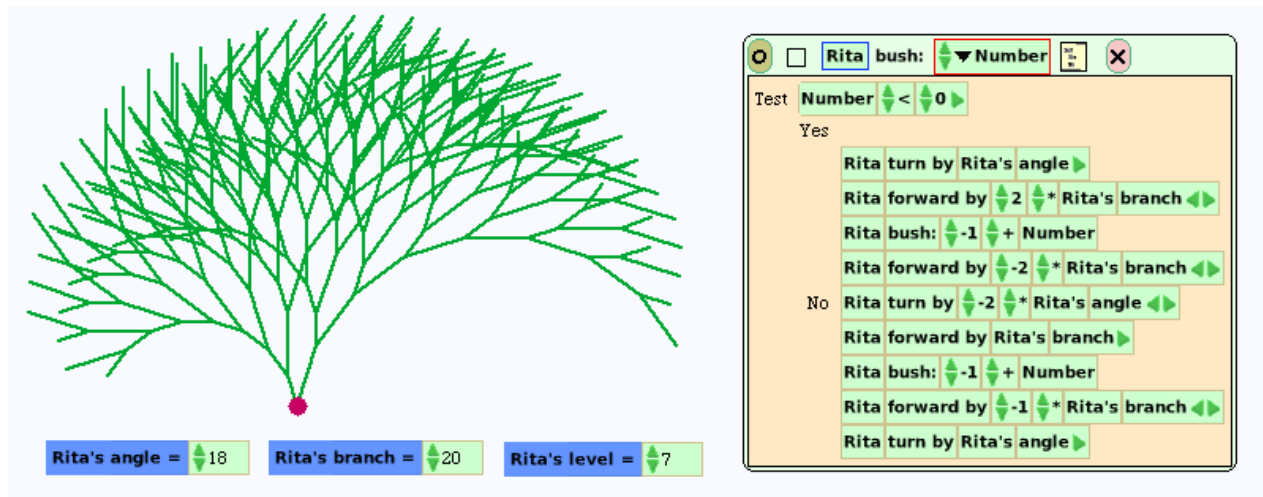 Rita bush: Number
Test Number < 0
Yes
Rita turn by Rita's angle
Rita forward by 2 * Rita's branch
Rita bush: -1 + Number
Rita forward by -2 * Rita's branch
No Rita turn by -2 * Rita's angle
Rita forward by Rita's branch
Rita bush: -1 + Number
Rita forward by -1 * Rita's branch
Rita turn by Rita's angle
Rita's angle = 18 Rita's branch = 20 Rita's level = 7